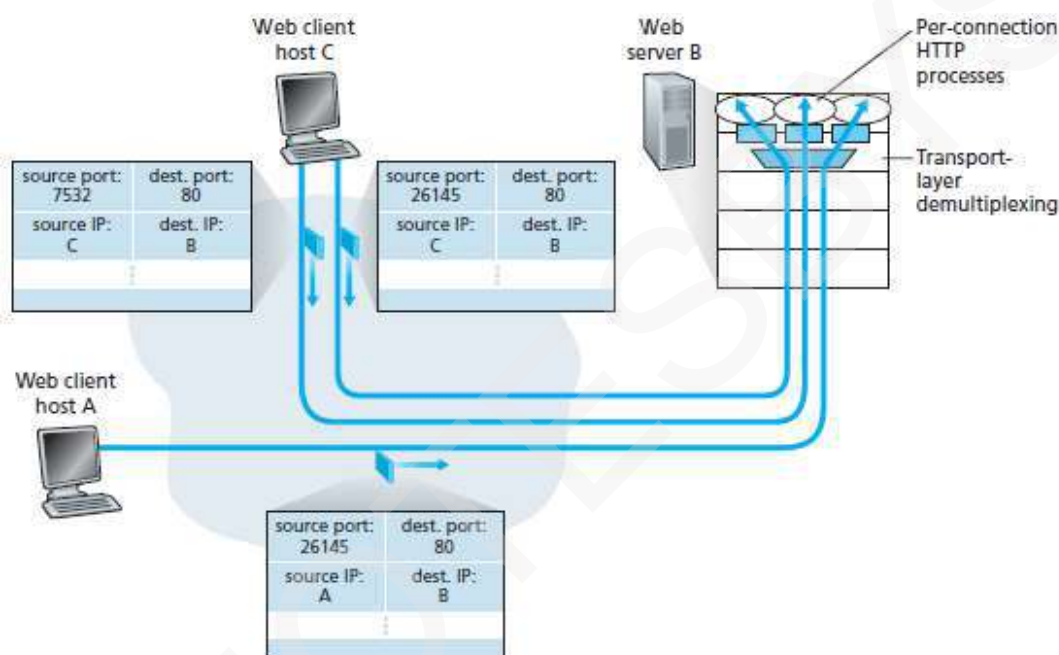 Web client
host C
Web
server B
Per-connection
HTTP
processes
Transport-
layer
demultiplexing
source port:
7532
dest. port:
80
source IP:
C
dest. IP:
B
source port:
26145
dest. port:
80
source IP:
C
dest. IP:
B
Web client
host A
source port:
26145
dest. port:
80
source IP:
A
dest. IP:
B